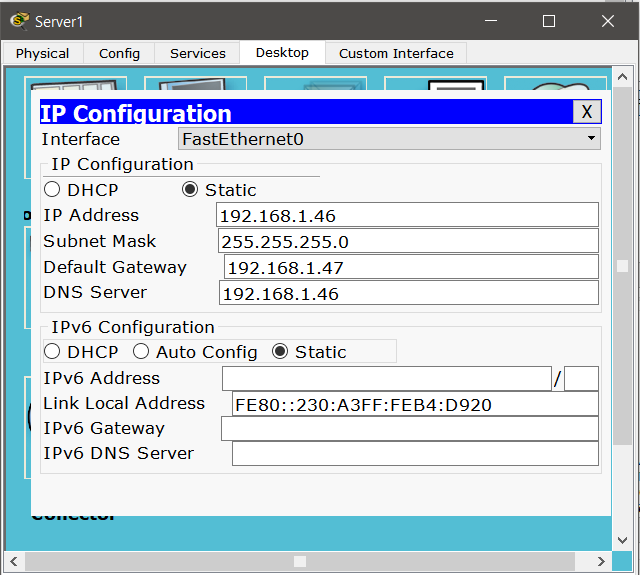 Server1
Physical Config Services Desktop Custom Interface
IP Configuration X
Interface FastEthernet0
IP Configuration
DHCP Static
IP Address 192.168.1.46
Subnet Mask 255.255.255.0
Default Gateway 192.168.1.47
DNS Server 192.168.1.46
IPv6 Configuration
DHCP Auto Config Static
IPv6 Address /
Link Local Address FE80::230:A3FF:FEB4:D920
IPv6 Gateway
IPv6 DNS Server
Collector